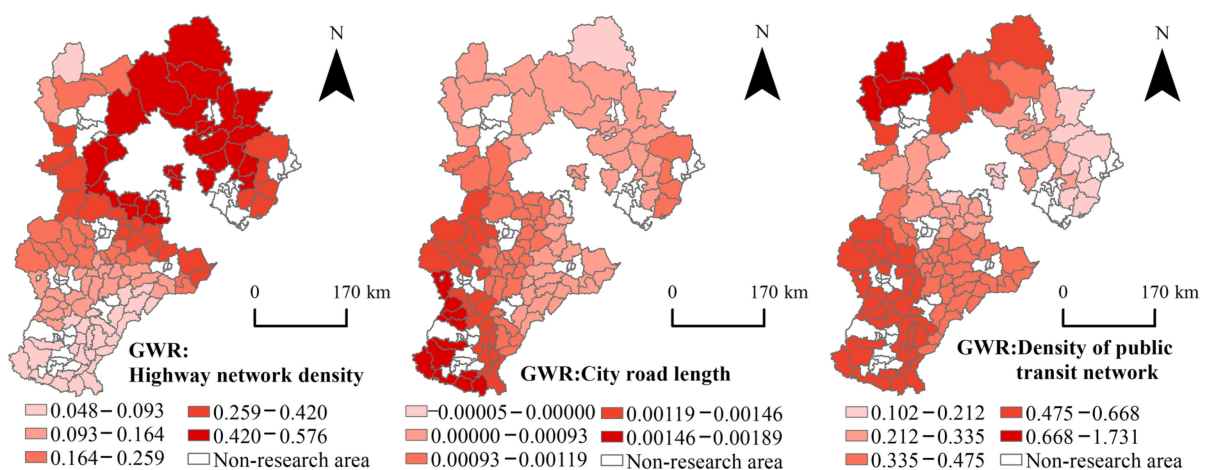 N
N
N
0 170 km
0 170 km
0 170 km
GWR:
Highway network density
GWR:City road length
GWR:Density of public
transit network
0.048-0.093
0.259-0.420
0.093-0.164
0.420-0.576
0.164-0.259
Non-research area
-0.00005-0.00000
0.00119-0.00146
0.00000-0.00093
0.00146-0.00189
0.00093-0.00119
Non-research area
0.102-0.212
0.475-0.668
0.212-0.335
0.668-1.731
0.335-0.475
Non-research area